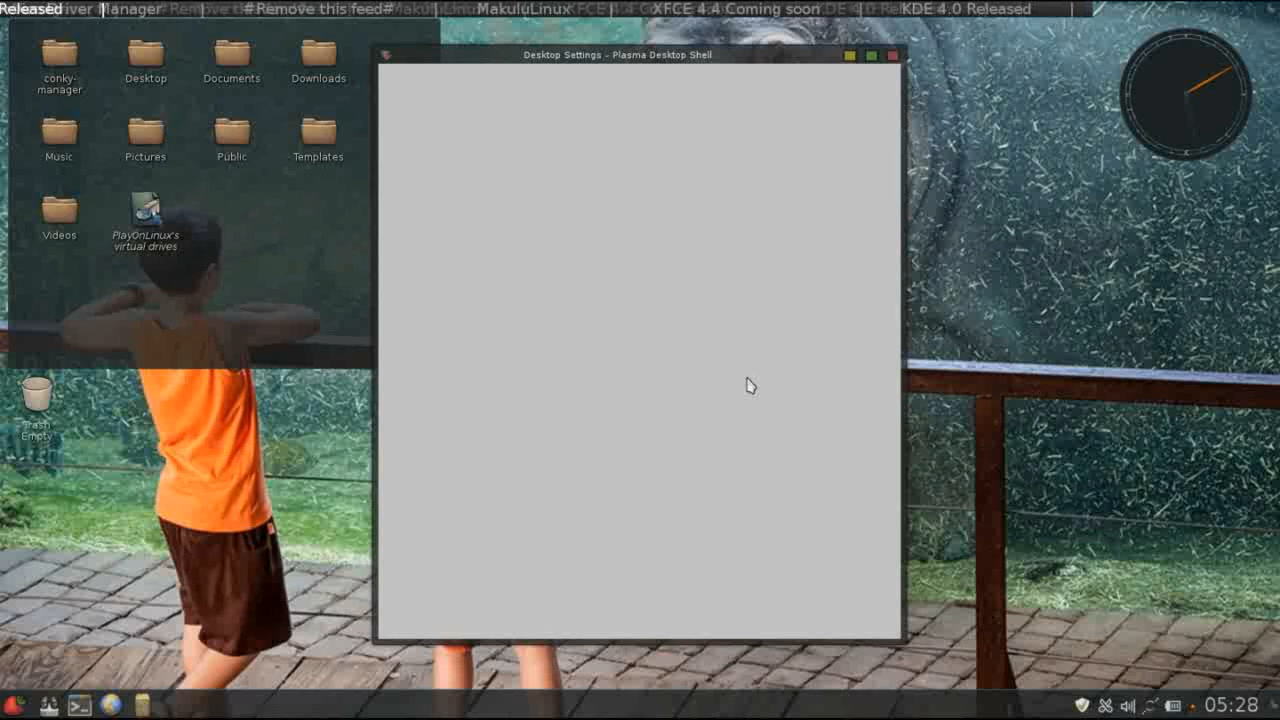 Released
Driver Manager
#Remove this feed#
MakuluLinux
XFCE 4.4 Coming soon
KDE 4.0 Released
Desktop Settings – Plasma Desktop Shell
conky-
manager
Desktop
Documents
Downloads
Music
Pictures
Public
Templates
Videos
PlayOnLinux's
virtual drives
Trash
Empty
05:28